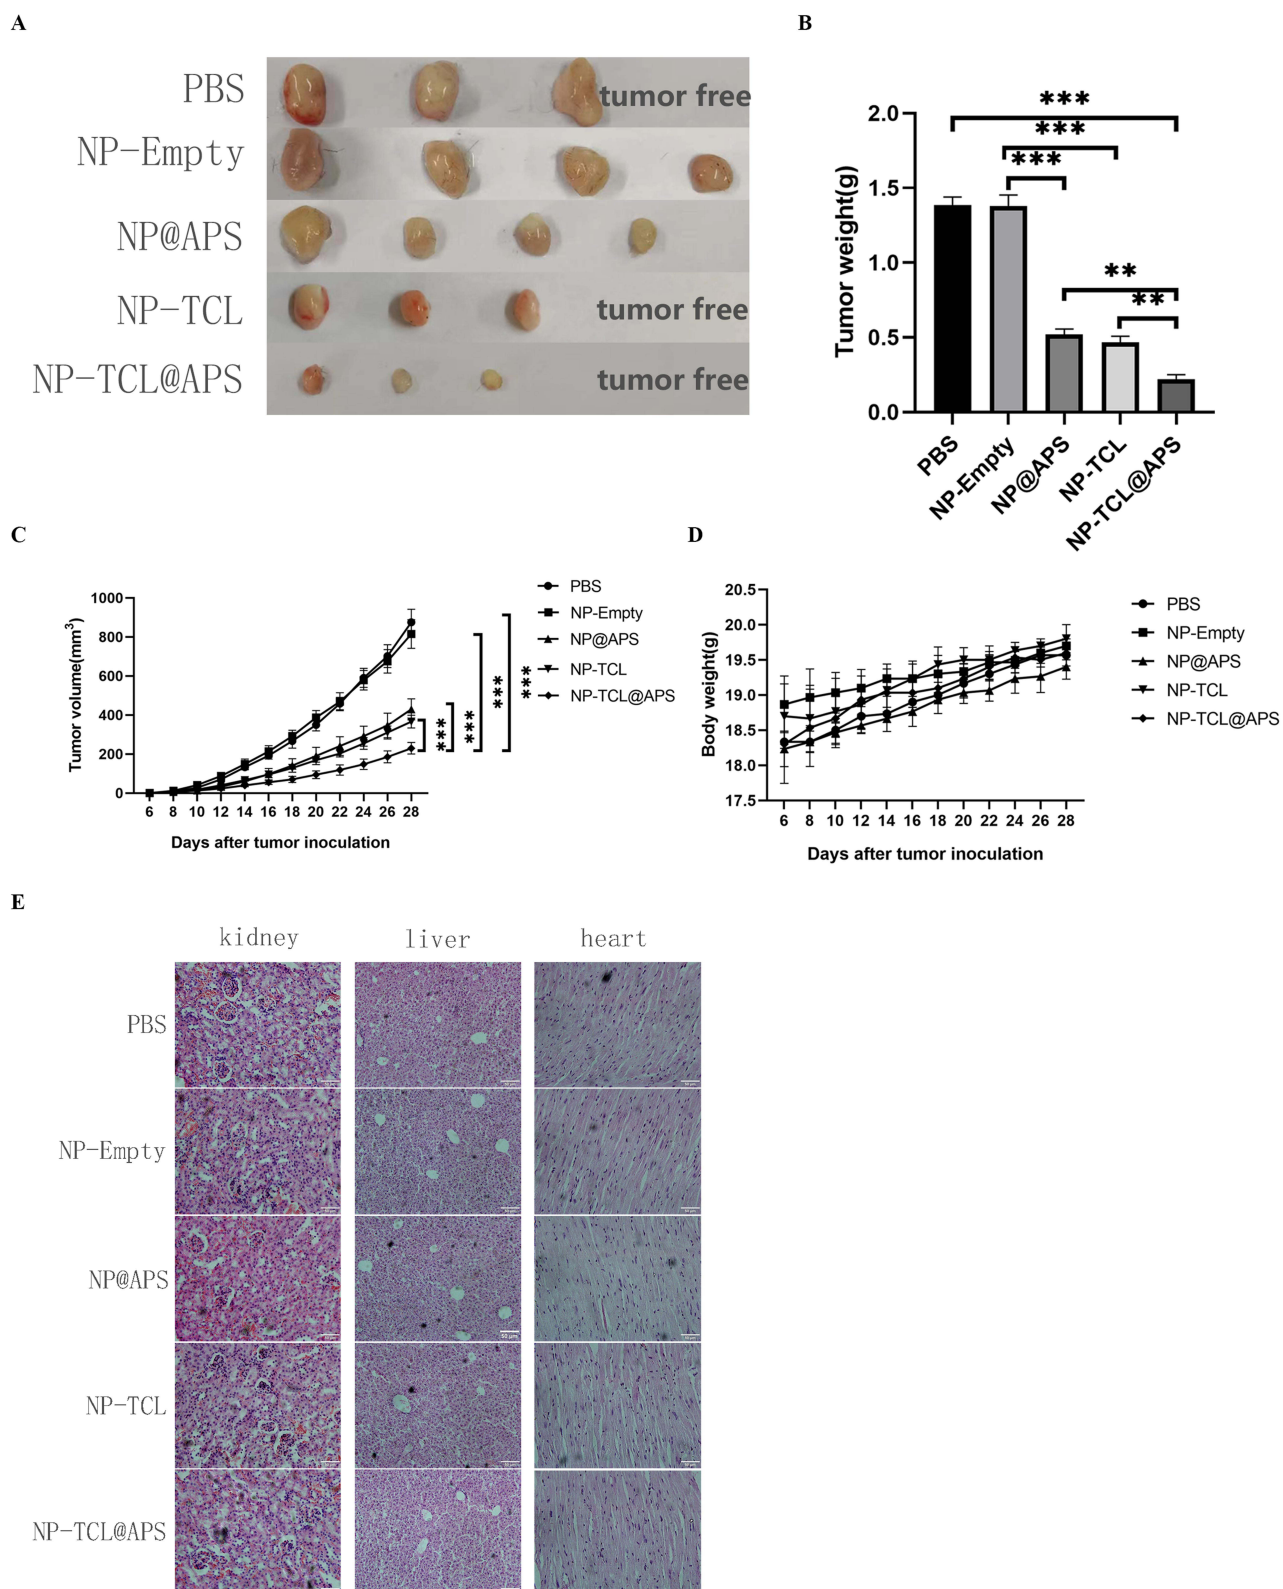 A
PBS
tumor free
NP-Empty
NP@APS
NP-TCL
tumor free
NP-TCL@APS
tumor free
B
***
***
***
**
**
Tumor weight(g)
2.0
1.5
1.0
0.5
0.0
PBS
NP-Empty
NP@APS
NP-TCL
NP-TCL@APS
C
Tumor volume(mm³)
1000
800
600
400
200
0
6 8 10 12 14 16 18 20 22 24 26 28
Days after tumor inoculation
***
***
***
***
PBS
NP-Empty
NP@APS
NP-TCL
NP-TCL@APS
D
Body weight(g)
20.5
20.0
19.5
19.0
18.5
18.0
17.5
6 8 10 12 14 16 18 20 22 24 26 28
Days after tumor inoculation
PBS
NP-Empty
NP@APS
NP-TCL
NP-TCL@APS
E
kidney liver heart
PBS
NP-Empty
NP@APS
50 μm
NP-TCL
NP-TCL@APS